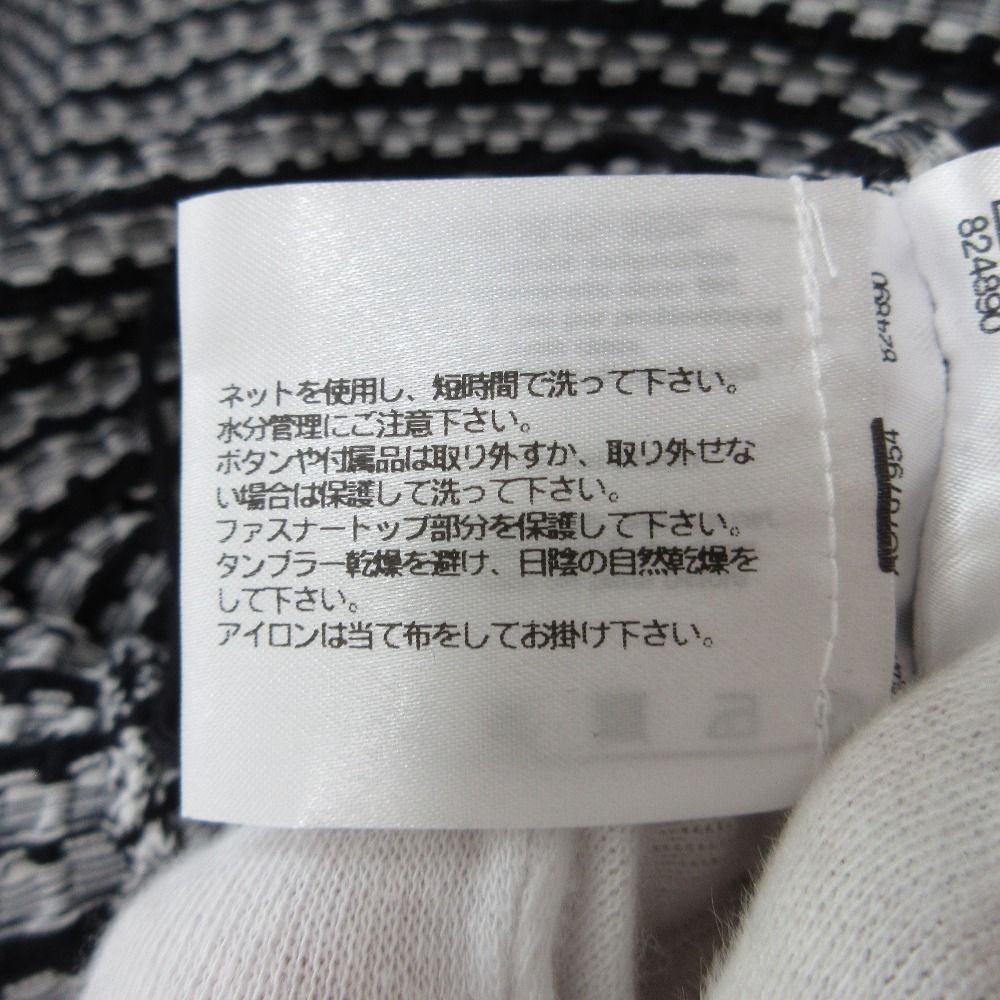 ネットを使用し、短時間で洗って下さい。
水分管理にご注意下さい。
ボタンや付属品は取り外すか、取り外せな
い場合は保護して洗って下さい。
ファスナートップ部分を保護して下さい。
タンブラー乾燥を避け、日陰の自然乾燥を
して下さい。
アイロンは当て布をしてお掛け下さい。
824890
824890